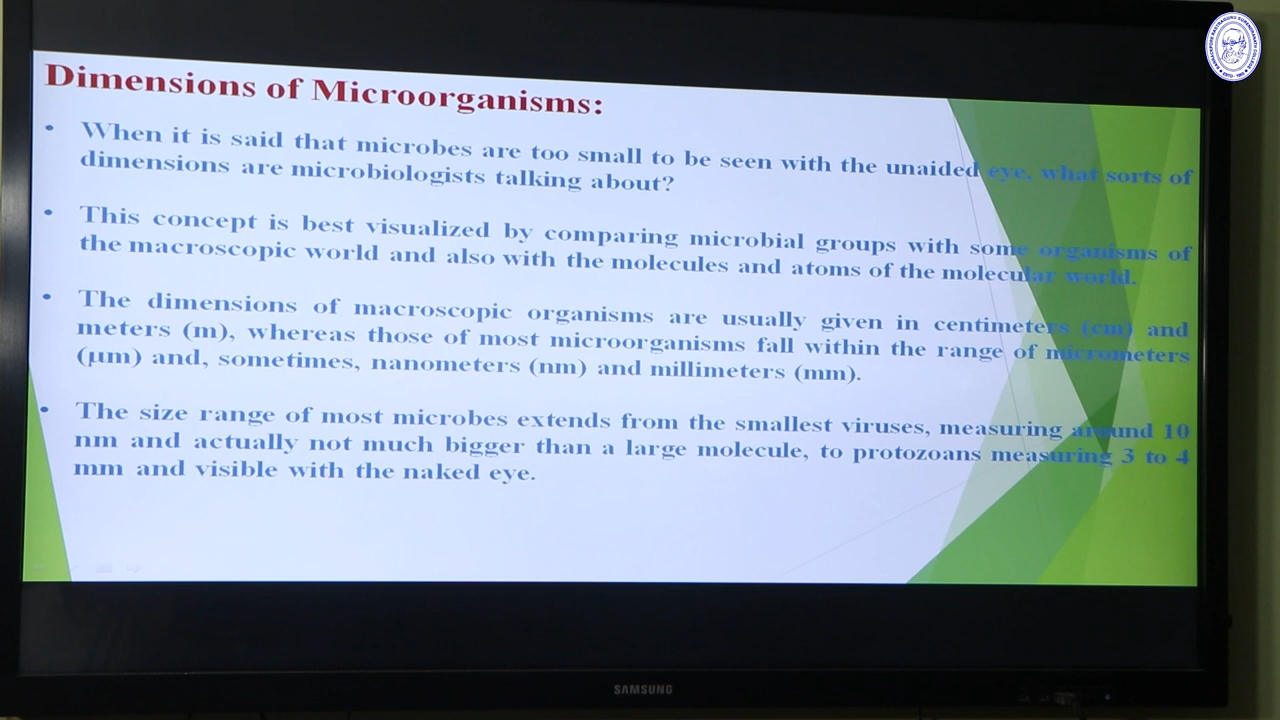 Dimensions of Microorganisms:
• When it is said that microbes are too small to be seen with the unaided eye, what sorts of
dimensions are microbiologists talking about?
• This concept is best visualized by comparing microbial groups with some organisms of
the macroscopic world and also with the molecules and atoms of the molecular world.
• The dimensions of macroscopic organisms are usually given in centimeters (cm) and
meters (m), whereas those of most microorganisms fall within the range of micrometers
(μm) and, sometimes, nanometers (nm) and millimeters (mm).
• The size range of most microbes extends from the smallest viruses, measuring around 10
nm and actually not much bigger than a large molecule, to protozoans measuring 3 to 4
mm and visible with the naked eye.
SAMSUNG